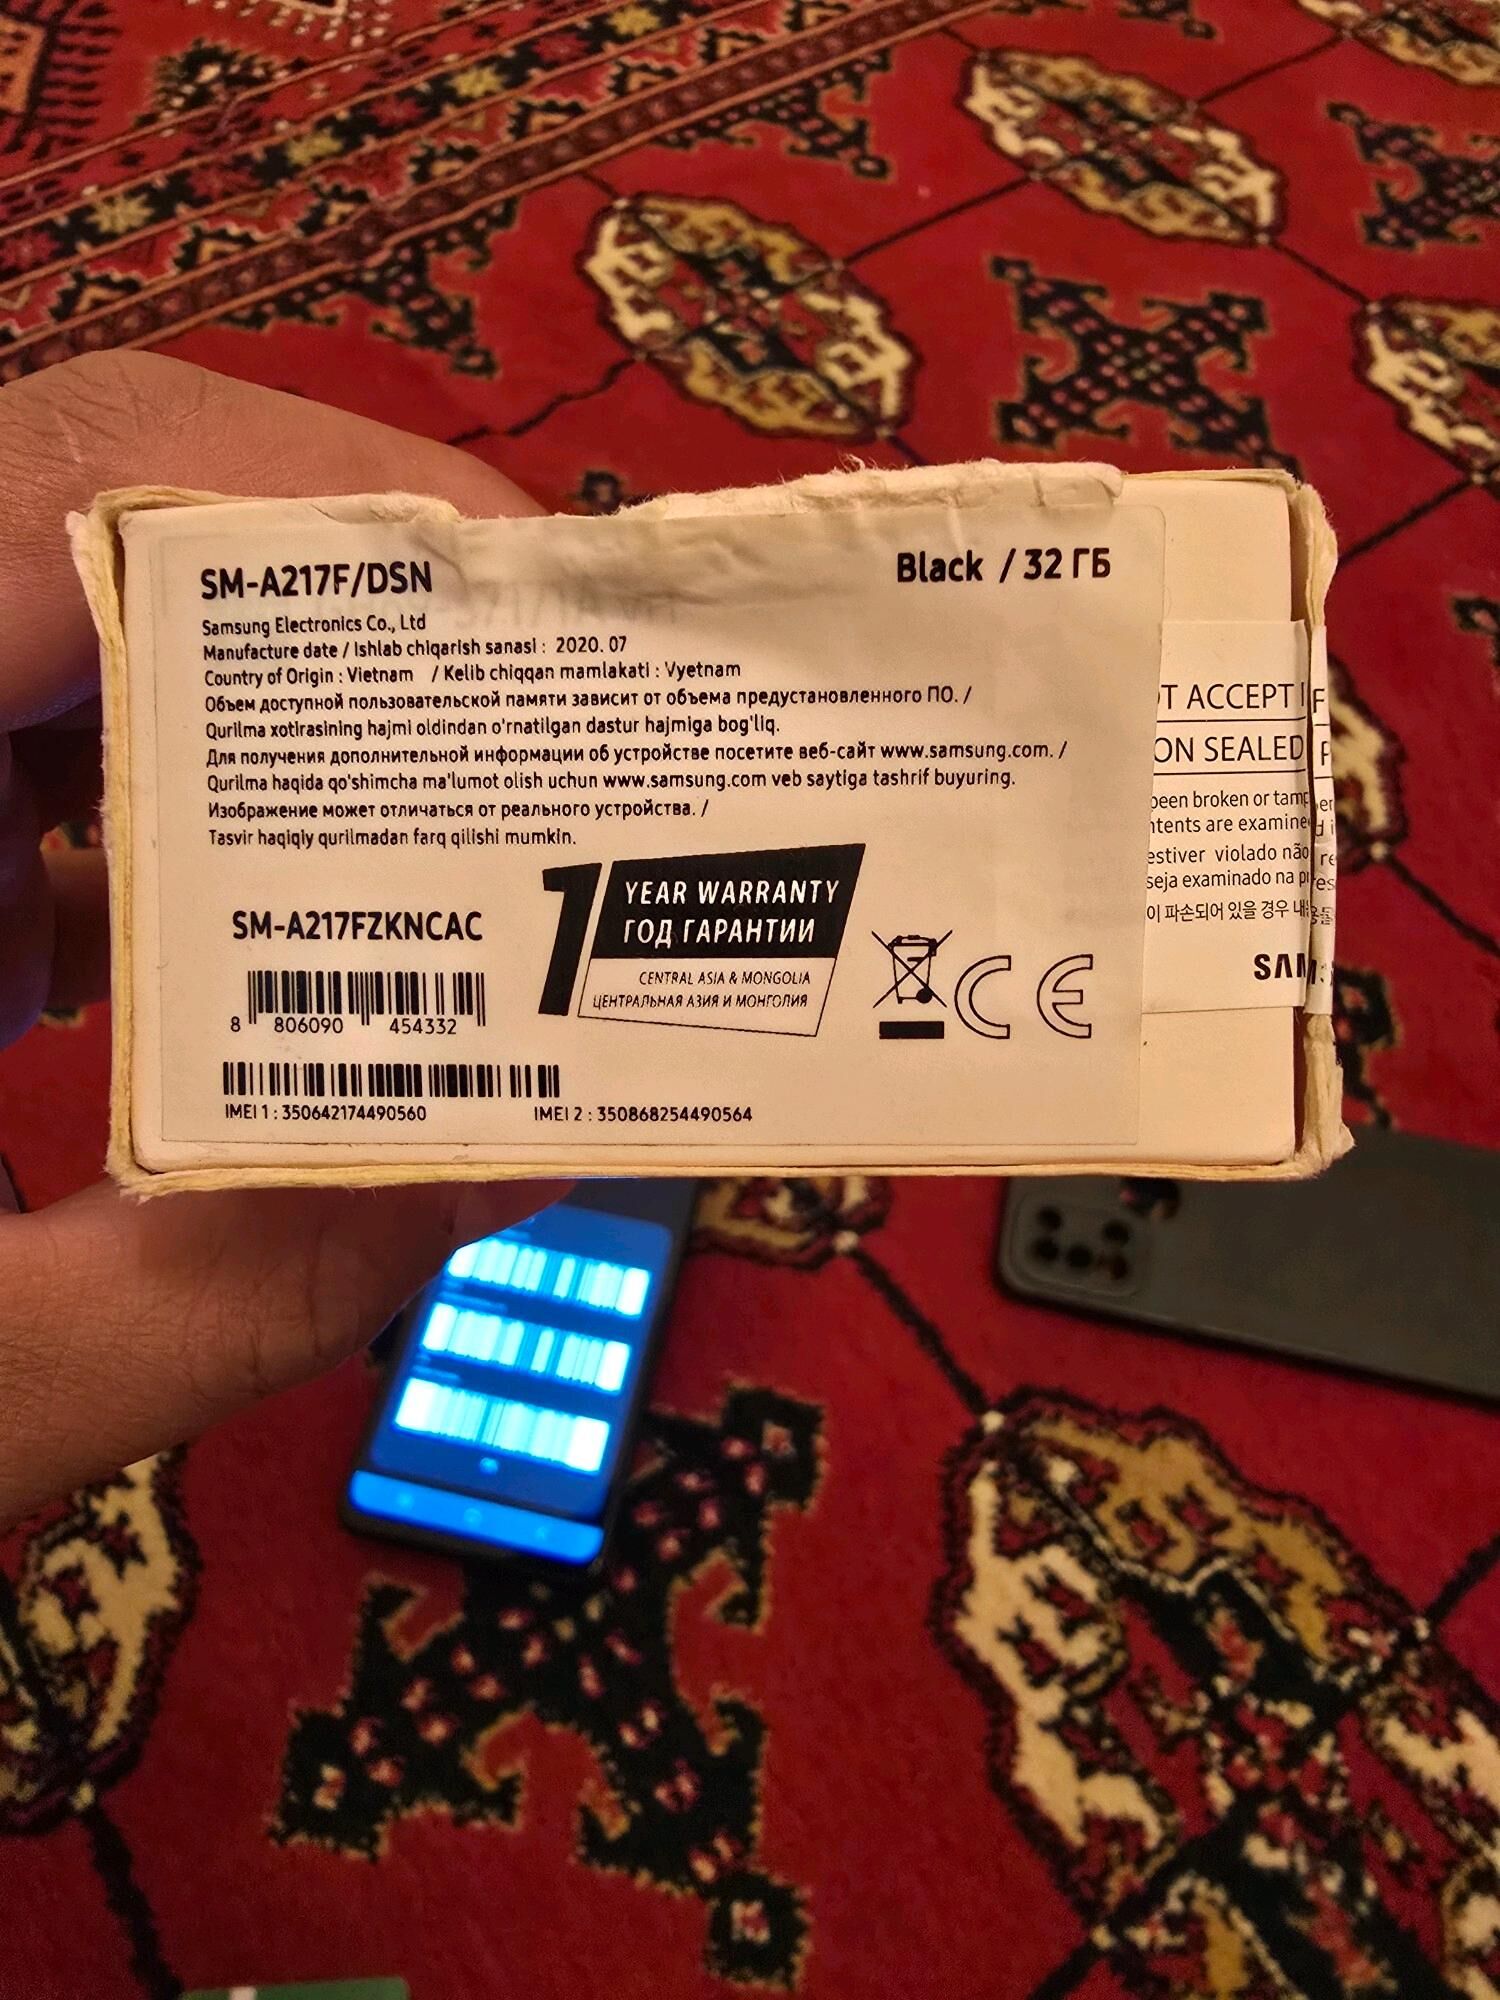 SM-A217F/DSN
Black / 32 ГБ
Samsung Electronics Co., Ltd
Manufacture date / Ishlab chiqarish sanasi : 2020. 07
Country of Origin : Vietnam / Kelib chiqqan mamlakati : Vyetnam
Объем доступной пользовательской памяти зависит от объема предустановленного ПО. /
Qurilma xotirasining hajmi oldindan o'rnatilgan dastur hajmiga bog'liq.
Для получения дополнительной информации об устройстве посетите веб-сайт www.samsung.com. /
Qurilma haqida qo'shimcha ma'lumot olish uchun www.samsung.com veb saytiga tashrif buyuring.
Изображение может отличаться от реального устройства. /
Tasvir haqiqiy qurilmadan farq qilishi mumkin.
SM-A217FZKNCAC
8 806090 454332
1 YEAR WARRANTY
ГОД ГАРАНТИИ
CENTRAL ASIA & MONGOLIA
ЦЕНТРАЛЬНАЯ АЗИЯ И МОНГОЛИЯ
CE
IMEI 1 : 350642174490560
IMEI 2 : 350868254490564
ACCEPT
ON SEALED
been broken or
are
estiver violado não
seja examinado na
이 파손되어 있을 경우